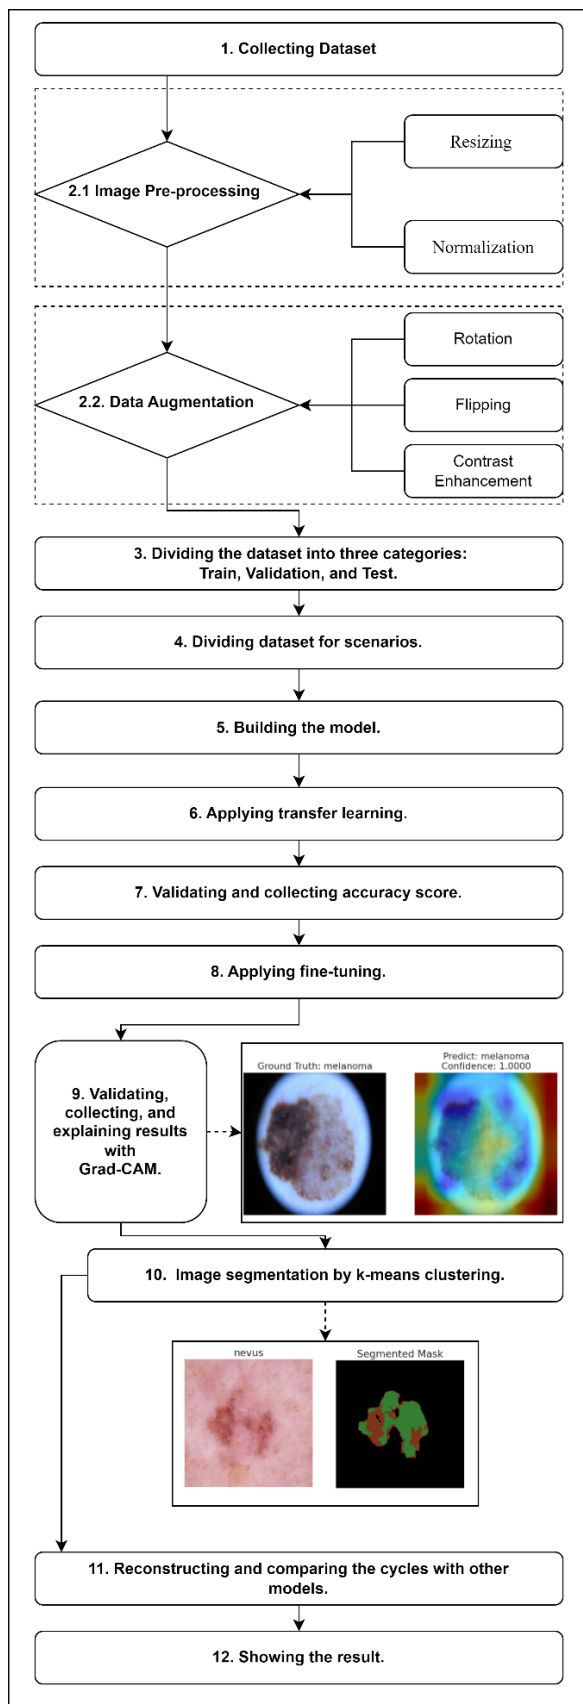 1. Collecting Dataset
Resizing
2.1 Image Pre-processing
Normalization
Rotation
2.2. Data Augmentation
Flipping
Contrast
Enhancement
3. Dividing the dataset into three categories:
Train, Validation, and Test.
4. Dividing dataset for scenarios.
5. Building the model.
6. Applying transfer learning.
7. Validating and collecting accuracy score.
8. Applying fine-tuning.
9. Validating,
collecting, and
explaining results
with
Grad-CAM.
Ground Truth: melanoma
Predict: melanoma
Confidence: 1.0000
10. Image segmentation by k-means clustering.
nevus
Segmented Mask
11. Reconstructing and comparing the cycles with other
models.
12. Showing the result.